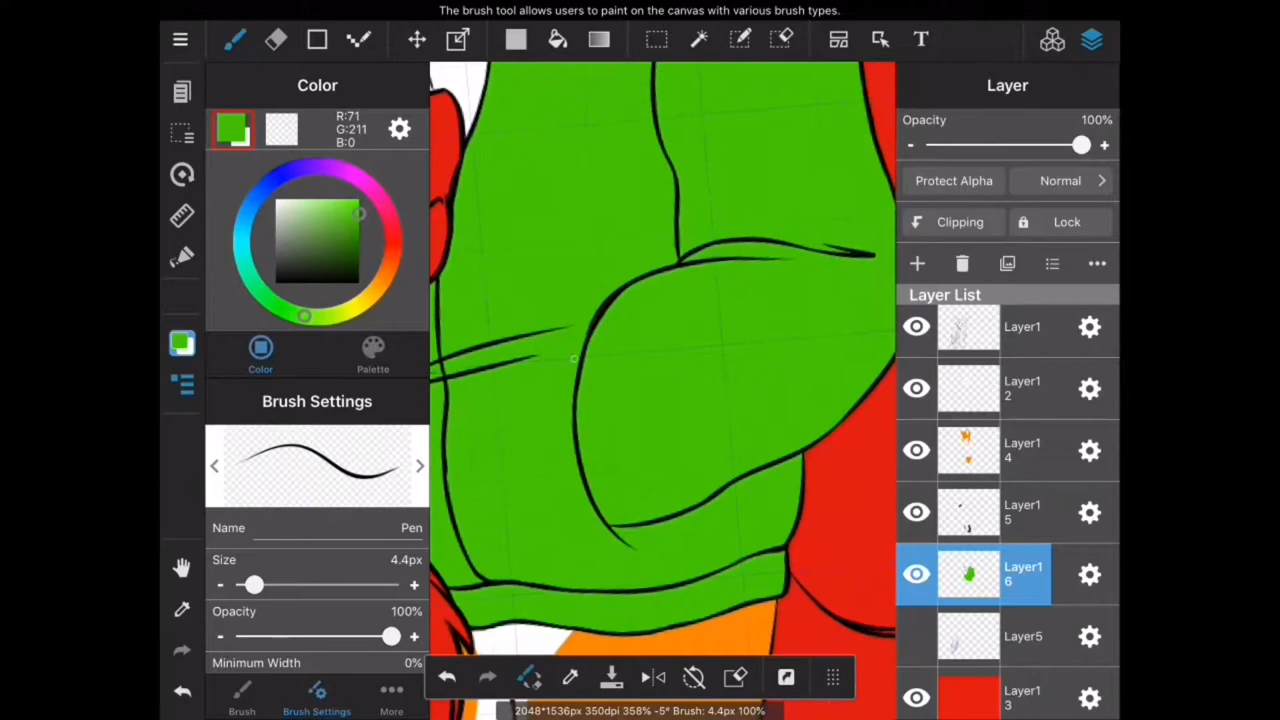 The brush tool allows users to paint on the canvas with various brush types.
T
Color
R:71
G:211
B:0
Color
Palette
Brush Settings
Name
Pen
Size
4.4px
-
+
Opacity
100%
-
+
Minimum Width
0%
Brush
Brush Settings
More
Layer
Opacity
100%
-
+
Protect Alpha
Normal
Clipping
Lock
Layer List
Layer1
Layer1
2
Layer1
4
Layer1
5
Layer1
6
Layer5
Layer1
3
2048*1536px 350dpi 358% -5° Brush: 4.4px 100%